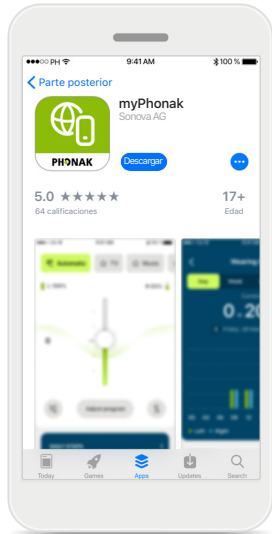 PH 9:41 AM 100 %
Parte posterior
myPhonak
Sonova AG
PHONAK
Descargar
5.0 ★★★★★ 17+
64 calificaciones Edad
Automatic TV Music
Adjust program
Today Games Apps Updates Search